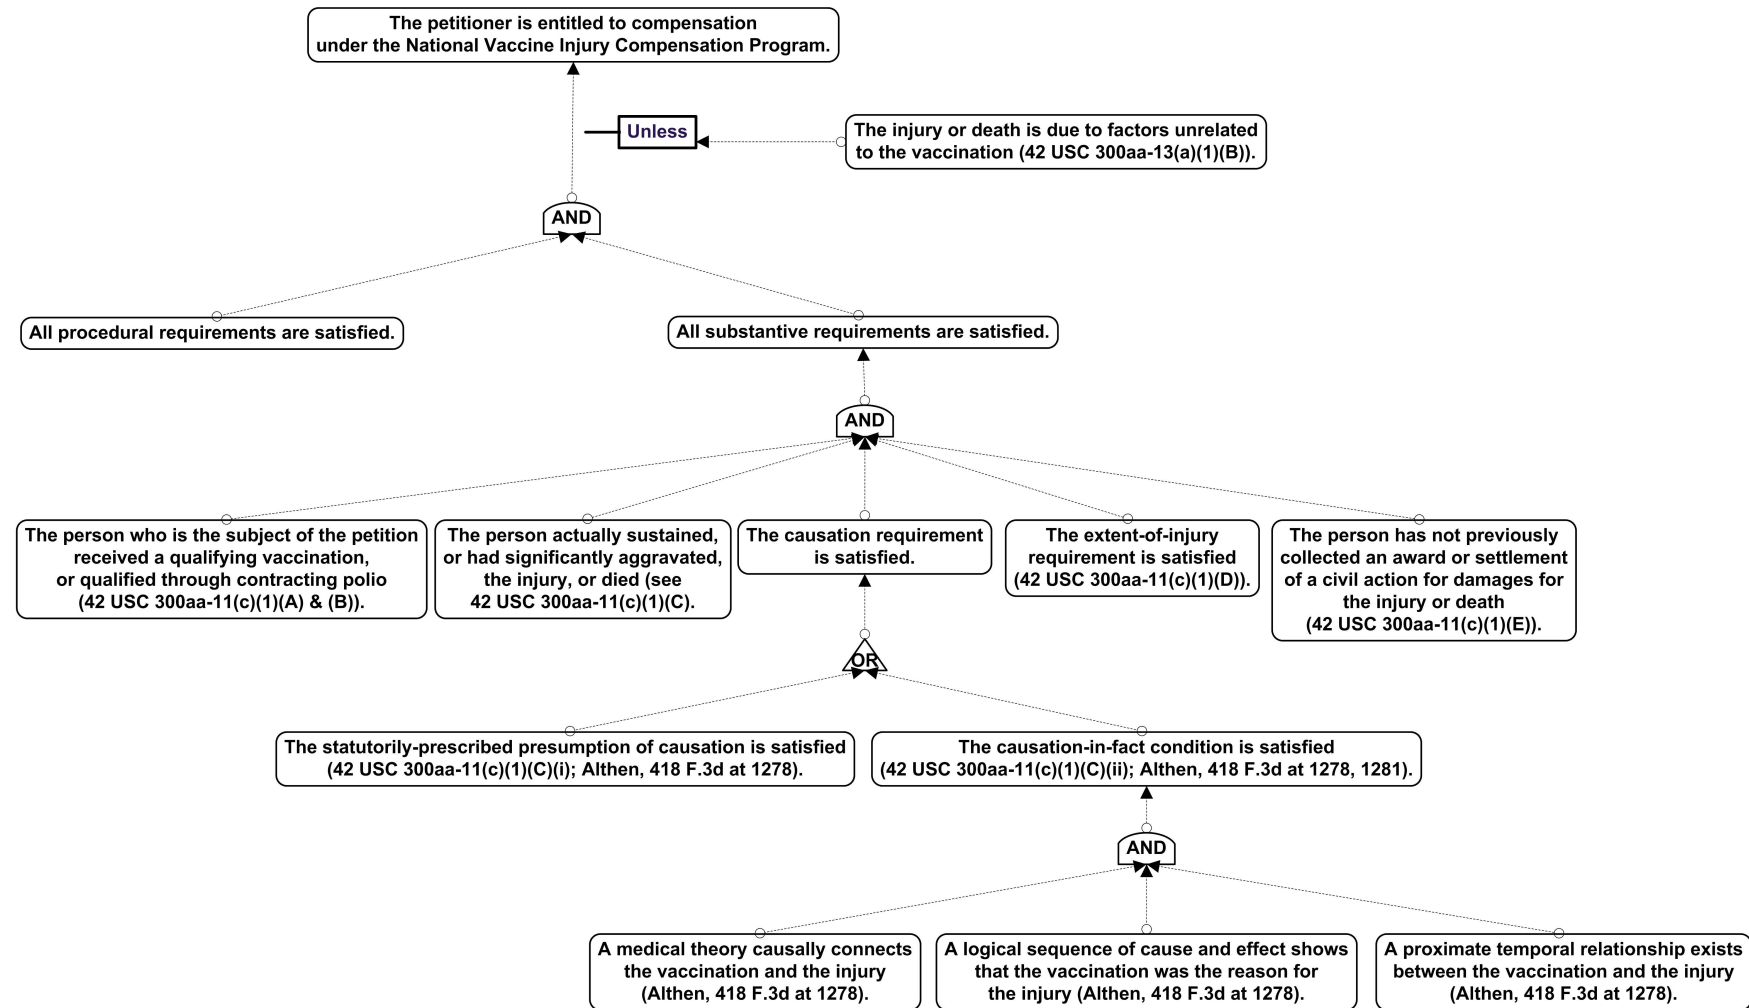 The petitioner is entitled to compensation
under the National Vaccine Injury Compensation Program.
Unless
The injury or death is due to factors unrelated
to the vaccination (42 USC 300aa-13(a)(1)(B)).
AND
All procedural requirements are satisfied.
All substantive requirements are satisfied.
AND
The person who is the subject of the petition
received a qualifying vaccination,
or qualified through contracting polio
(42 USC 300aa-11(c)(1)(A) & (B)).
The person actually sustained,
or had significantly aggravated,
the injury, or died (see
42 USC 300aa-11(c)(1)(C).
The causation requirement
is satisfied.
The extent-of-injury
requirement is satisfied
(42 USC 300aa-11(c)(1)(D)).
The person has not previously
collected an award or settlement
of a civil action for damages for
the injury or death
(42 USC 300aa-11(c)(1)(E)).
OR
The statutorily-prescribed presumption of causation is satisfied
(42 USC 300aa-11(c)(1)(C)(i); Althen, 418 F.3d at 1278).
The causation-in-fact condition is satisfied
(42 USC 300aa-11(c)(1)(C)(ii); Althen, 418 F.3d at 1278, 1281).
AND
A medical theory causally connects
the vaccination and the injury
(Althen, 418 F.3d at 1278).
A logical sequence of cause and effect shows
that the vaccination was the reason for
the injury (Althen, 418 F.3d at 1278).
A proximate temporal relationship exists
between the vaccination and the injury
(Althen, 418 F.3d at 1278).